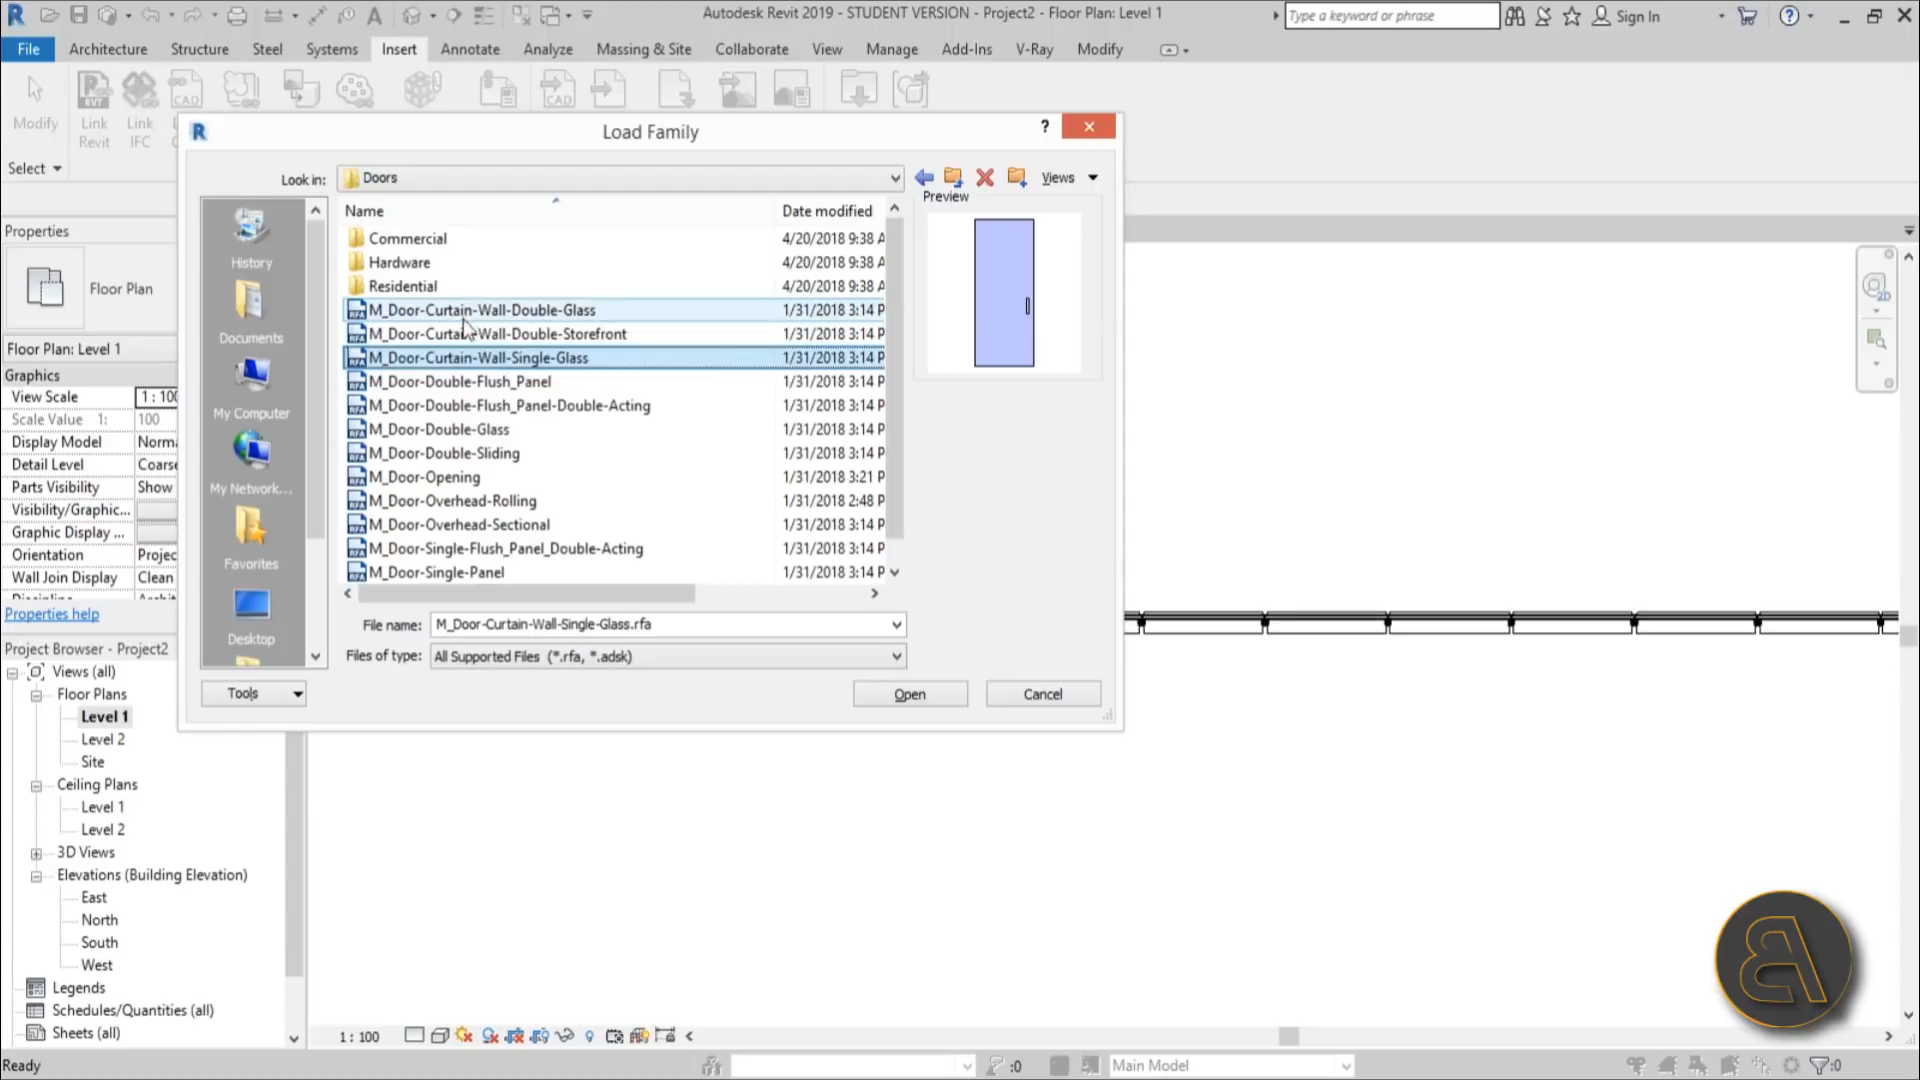 Autodesk Revit 2019 - STUDENT VERSION - Project2 - Floor Plan: Level 1
Type a keyword or phrase
Sign In
File Architecture Structure Steel Systems Insert Annotate Analyze Massing & Site Collaborate View Manage Add-Ins V-Ray Modify
Modify
Link Revit
Link IFC
CAD
CAD
Select
Load Family
Look in: Doors
Views
Preview
Name Date modified
Commercial 4/20/2018 9:38 A
Hardware 4/20/2018 9:38 A
Residential 4/20/2018 9:38 A
M_Door-Curtain-Wall-Double-Glass 1/31/2018 3:14 P
M_Door-Curtain-Wall-Double-Storefront 1/31/2018 3:14 P
M_Door-Curtain-Wall-Single-Glass 1/31/2018 3:14 P
M_Door-Double-Flush_Panel 1/31/2018 3:14 P
M_Door-Double-Flush_Panel-Double-Acting 1/31/2018 3:14 P
M_Door-Double-Glass 1/31/2018 3:14 P
M_Door-Double-Sliding 1/31/2018 3:14 P
M_Door-Opening 1/31/2018 3:21 P
M_Door-Overhead-Rolling 1/31/2018 2:48 P
M_Door-Overhead-Sectional 1/31/2018 3:14 P
M_Door-Single-Flush_Panel_Double-Acting 1/31/2018 3:14 P
M_Door-Single-Panel 1/31/2018 3:14 P
History
Documents
My Computer
My Network...
Favorites
Desktop
File name: M_Door-Curtain-Wall-Single-Glass.rfa
Files of type: All Supported Files (*.rfa, *.adsk)
Tools
Open
Cancel
Properties
Floor Plan
Floor Plan: Level 1
Graphics
View Scale 1 : 100
Scale Value 1: 100
Display Model Norma
Detail Level Coarse
Parts Visibility Show
Visibility/Graphic...
Graphic Display ...
Orientation Projec
Wall Join Display Clean
Properties help
Project Browser - Project2
Views (all)
Floor Plans
Level 1
Level 2
Site
Ceiling Plans
Level 1
Level 2
3D Views
Elevations (Building Elevation)
East
North
South
West
Legends
Schedules/Quantities (all)
Sheets (all)
1 : 100
Ready
:0
Main Model
:0
2D